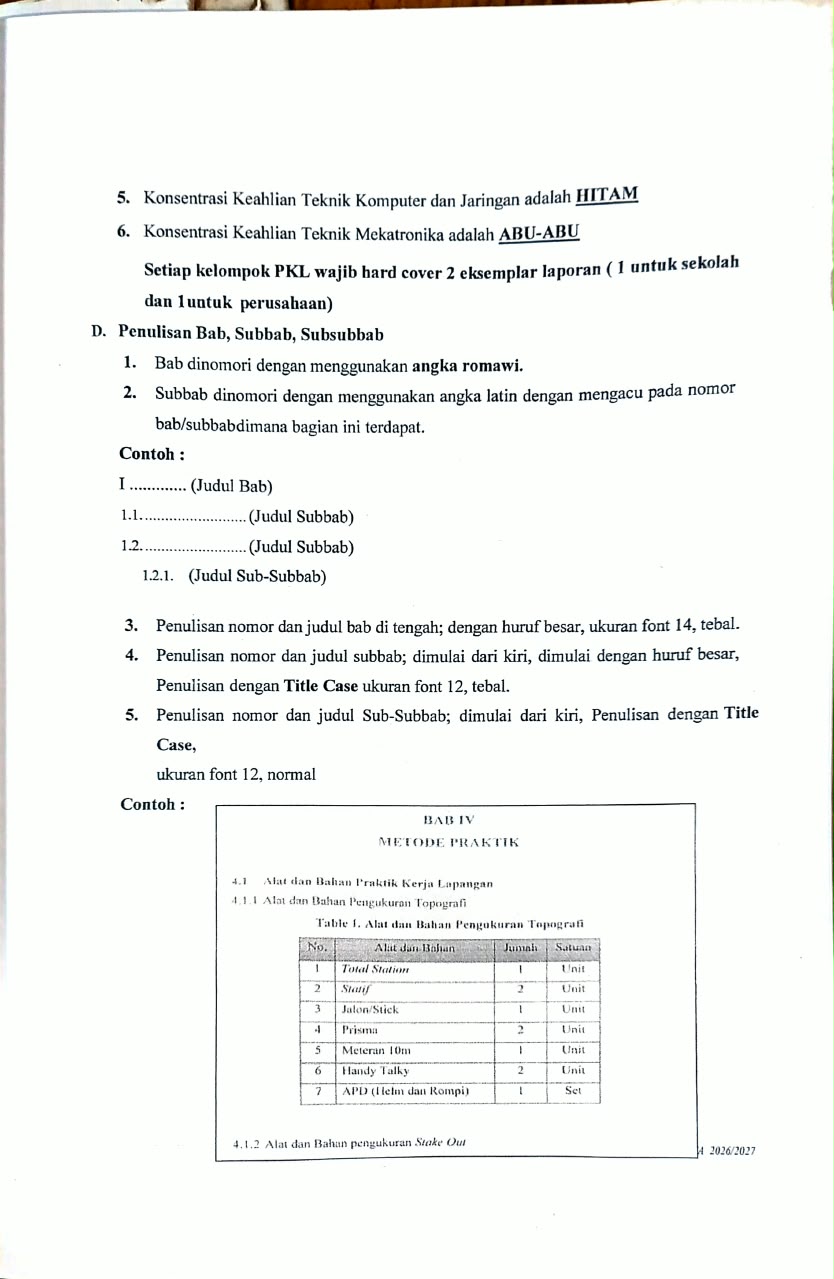 5. Konsentrasi Keahlian Teknik Komputer dan Jaringan adalah HITAM
6. Konsentrasi Keahlian Teknik Mekatronika adalah ABU-ABU
Setiap kelompok PKL wajib hard cover 2 eksemplar laporan ( 1 untuk sekolah
dan 1untuk perusahaan)
D. Penulisan Bab, Subbab, Subsubbab
1. Bab dinomori dengan menggunakan angka romawi.
2. Subbab dinomori dengan menggunakan angka latin dengan mengacu pada nomor
bab/subbabdimana bagian ini terdapat.
Contoh :
I ............. (Judul Bab)
1.1.......................... (Judul Subbab)
1.2.......................... (Judul Subbab)
1.2.1. (Judul Sub-Subbab)
3. Penulisan nomor dan judul bab di tengah; dengan huruf besar, ukuran font 14, tebal.
4. Penulisan nomor dan judul subbab; dimulai dari kiri, dimulai dengan huruf besar,
Penulisan dengan Title Case ukuran font 12, tebal.
5. Penulisan nomor dan judul Sub-Subbab; dimulai dari kiri, Penulisan dengan Title
Case,
ukuran font 12, normal
Contoh :
BAB IV
METODE PRAKTIK
4.1 Alat dan Bahan Praktik Kerja Lapangan
4.1.1 Alat dan Bahan Pengukuran Topografi
Table 1. Alat dan Bahan Pengukuran Topografi
No. Alat dan Bahan Jumlah Satuan
1 Total Station 1 Unit
2 Statif 2 Unit
3 Jalon/Stick 1 Unit
4 Prisma 2 Unit
5 Meteran 10m 1 Unit
6 Handy Talky 2 Unit
7 APD (Helm dan Rompi) 1 Set
4.1.2 Alat dan Bahan pengukuran Stake Out
A 2026/2027